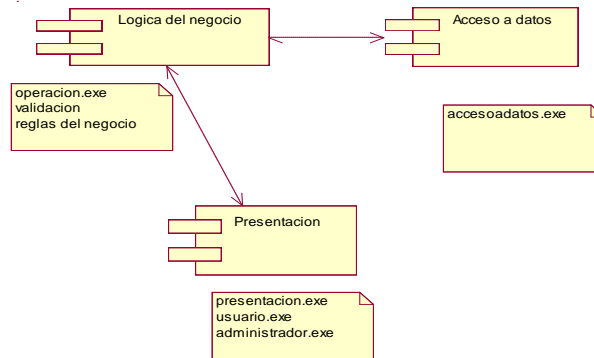 Logica del negocio
Acceso a datos
operacion.exe
validacion
reglas del negocio
accesoadatos.exe
Presentacion
presentacion.exe
usuario.exe
administrador.exe